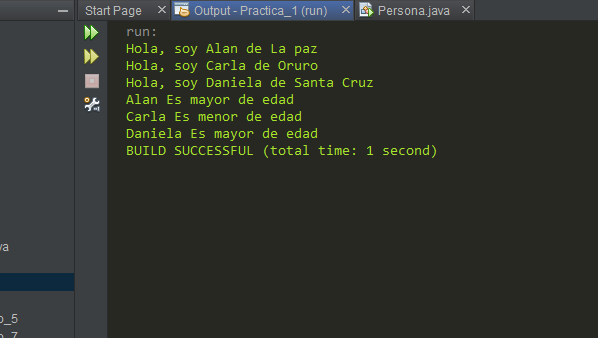 Start Page
Output - Practica_1 (run)
Persona.java
run:
Hola, soy Alan de La paz
Hola, soy Carla de Oruro
Hola, soy Daniela de Santa Cruz
Alan Es mayor de edad
Carla Es menor de edad
Daniela Es mayor de edad
BUILD SUCCESSFUL (total time: 1 second)
va
o_5
o_7